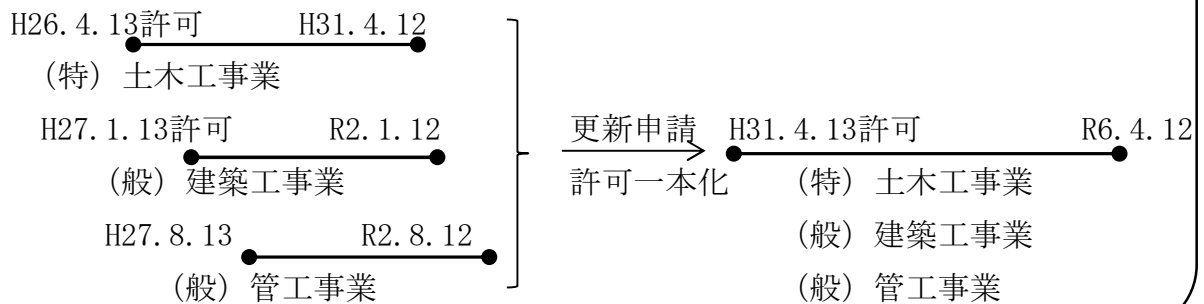 H26.4.13許可 H31.4.12
(特)土木工事業
H27.1.13許可 R2.1.12
(般)建築工事業
H27.8.13 R2.8.12
(般)管工事業
更新申請
許可一本化
H31.4.13許可 R6.4.12
(特)土木工事業
(般)建築工事業
(般)管工事業